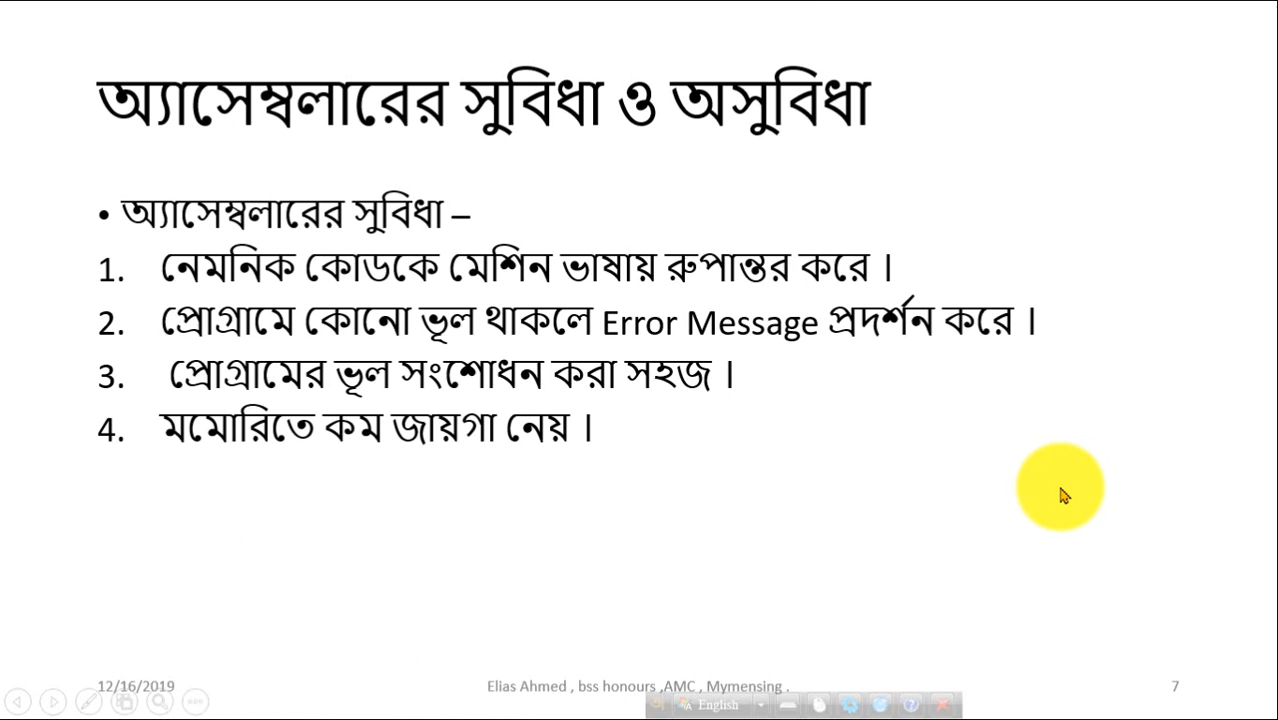 অ্যাসেম্বলারের সুবিধা ও অসুবিধা
• অ্যাসেম্বলারের সুবিধা –
1. নেমনিক কোডকে মেশিন ভাষায় রুপান্তর করে ।
2. প্রোগ্রামে কোনো ভূল থাকলে Error Message প্রদর্শন করে ।
3. প্রোগ্রামের ভূল সংশোধন করা সহজ ।
4. মমোরিতে কম জায়গা নেয় ।
12/16/2019 Elias Ahmed , bss honours ,AMC , Mymensing . 7
English